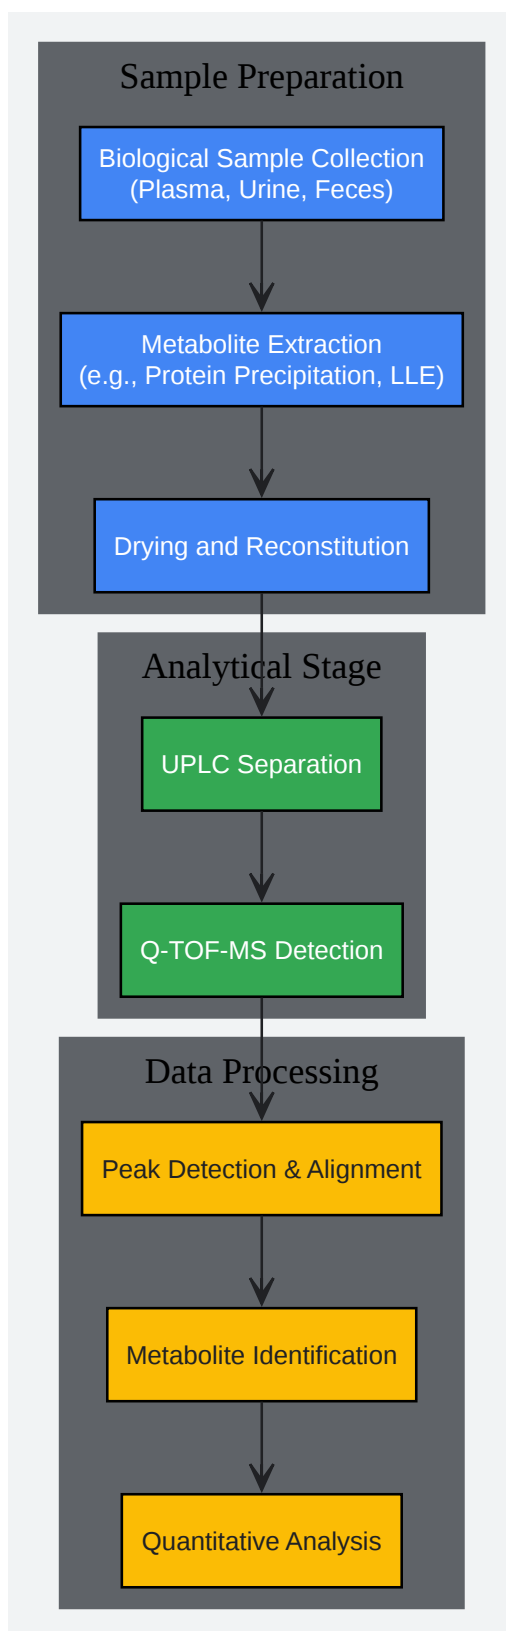 Sample Preparation
Biological Sample Collection
(Plasma, Urine, Feces)
Metabolite Extraction
(e.g., Protein Precipitation, LLE)
Drying and Reconstitution
Analytical Stage
UPLC Separation
Q-TOF-MS Detection
Data Processing
Peak Detection & Alignment
Metabolite Identification
Quantitative Analysis